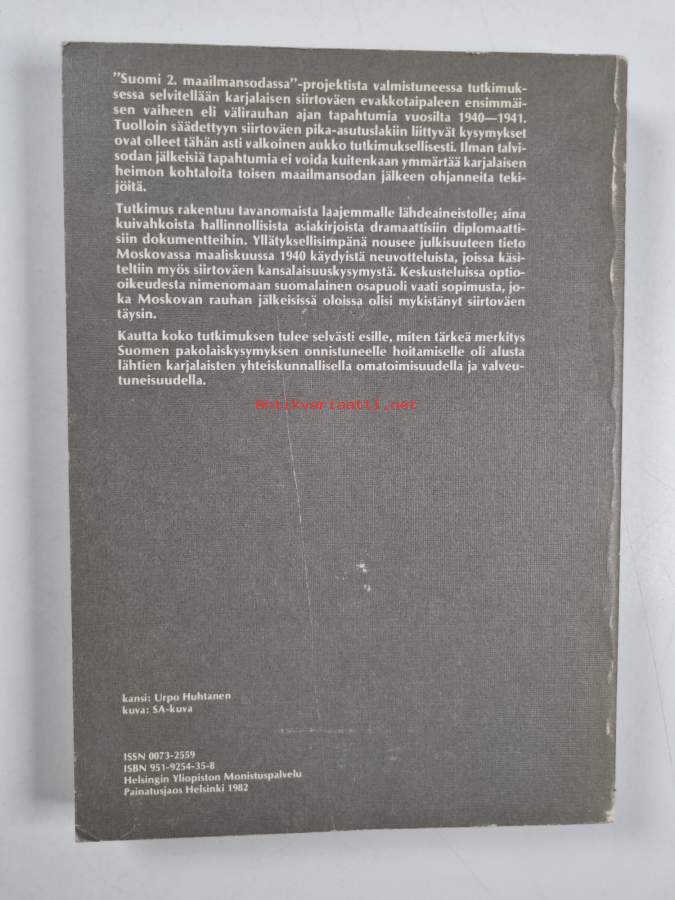 "Suomi 2. maailmansodassa"-projektista valmistuneessa tutkimuk-
sessa selvitellään karjalaisen siirtoväen evakkotaipaleen ensimmäi-
sen vaiheen eli välirauhan ajan tapahtumia vuosilta 1940—1941.
Tuolloin säädettyyn siirtoväen pika-asutuslakiin liittyvät kysymykset
ovat olleet tähän asti valkoinen aukko tutkimuksellisesti. Ilman talvi-
sodan jälkeisiä tapahtumia ei voida kuitenkaan ymmärtää karjalaisen
heimon kohtaloita toisen maailmansodan jälkeen ohjanneita teki-
jöitä.
Tutkimus rakentuu tavanomaista laajemmalle lähdeaineistolle; aina
kuivahkoista hallinnollisista asiakirjoista dramaattisiin diplomaatti-
siin dokumentteihin. Yllätyksellisimpänä nousee julkisuuteen tieto
Moskovassa maaliskuussa 1940 käydyistä neuvotteluista, joissa käsi-
teltiin myös siirtoväen kansalaisuuskysymystä. Keskusteluissa optio-
oikeudesta nimenomaan suomalainen osapuoli vaati sopimusta, jo-
ka Moskovan rauhan jälkeisissä oloissa olisi mykistänyt siirtoväen
täysin.
Kautta koko tutkimuksen tulee selvästi esille, miten tärkeä merkitys
Suomen pakolaiskysymyksen onnistuneelle hoitamiselle oli alusta
lähtien karjalaisten yhteiskunnallisella omatoimisuudella ja valveu-
tuneisuudella.
Antikvariaatti.net
kansi: Urpo Huhtanen
kuva: SA-kuva
ISSN 0073-2559
ISBN 951-9254-35-8
Helsingin Yliopiston Monistuspalvelu
Painatusjaos Helsinki 1982